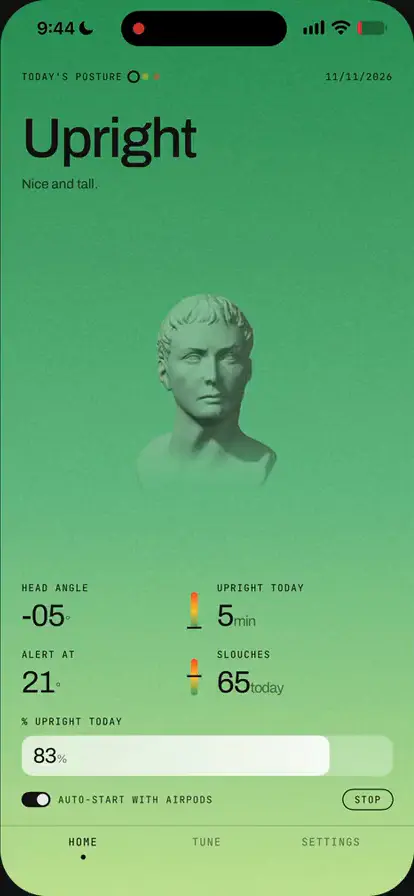 9:44
TODAY'S POSTURE
11/11/2026
Upright
Nice and tall.
HEAD ANGLE
-05°
UPRIGHT TODAY
5min
ALERT AT
21°
SLOUCHES
65today
% UPRIGHT TODAY
83%
AUTO-START WITH AIRPODS
STOP
HOME
TUNE
SETTINGS